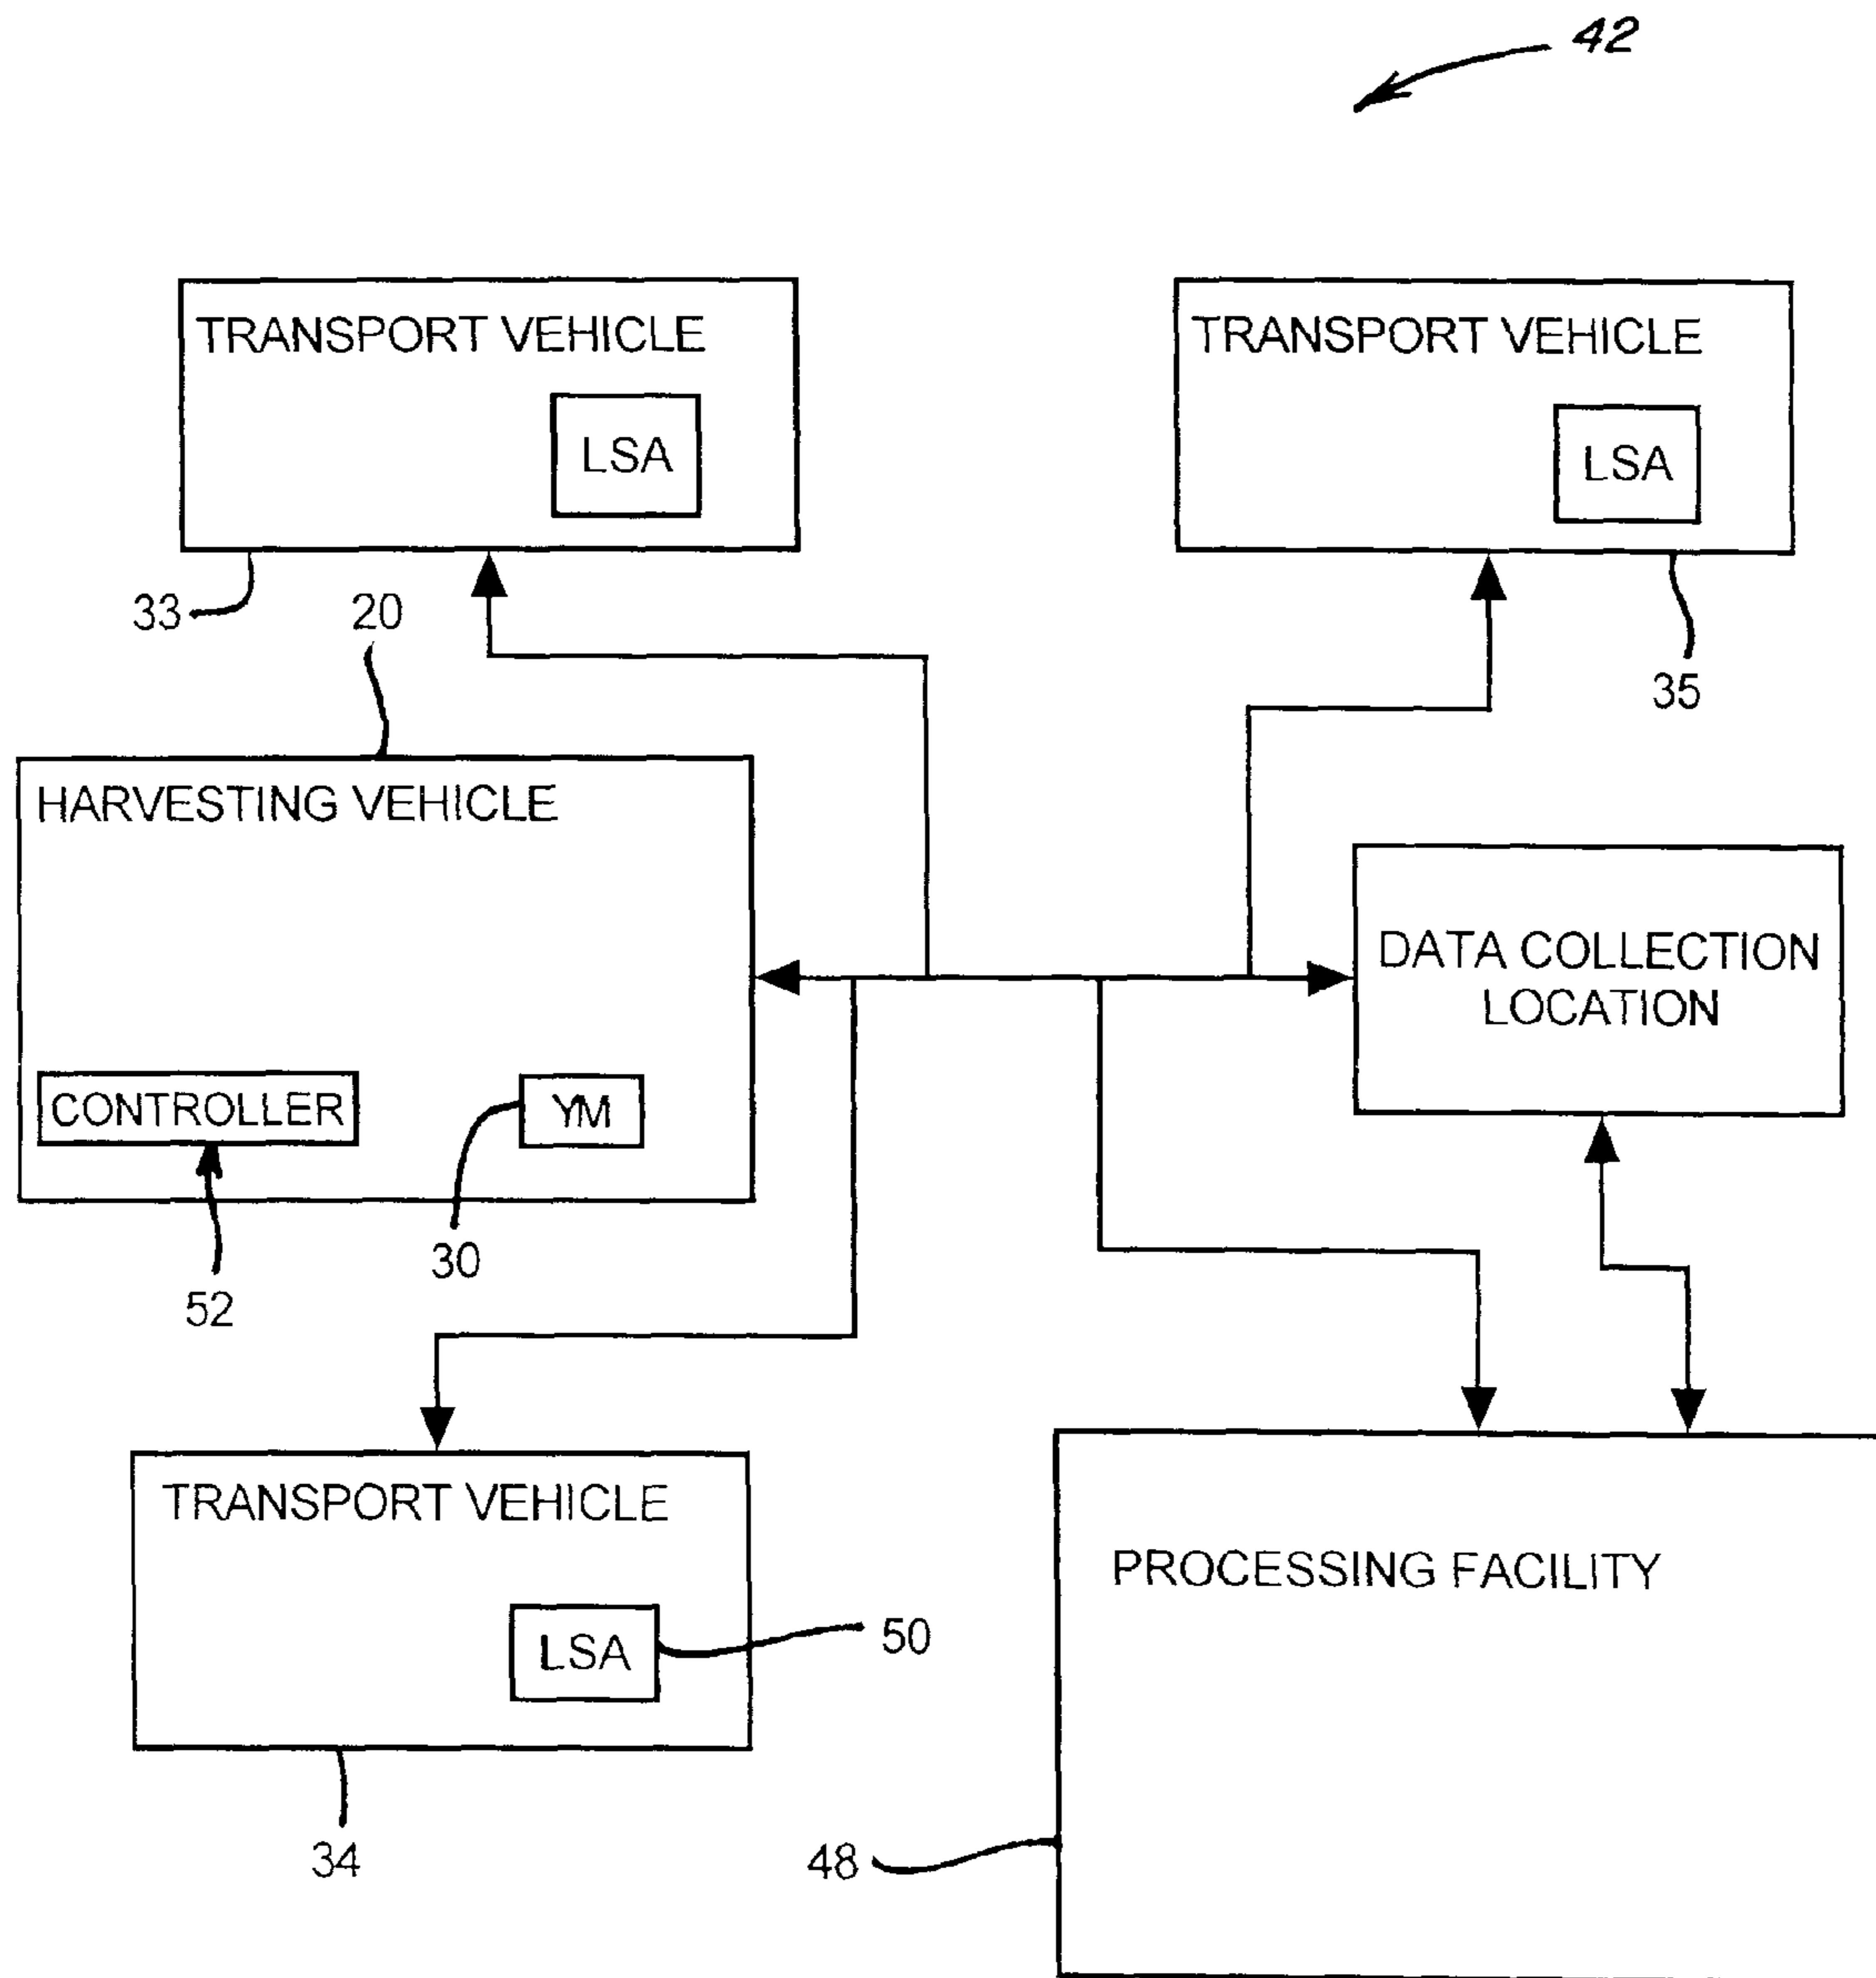 42
TRANSPORT VEHICLE
LSA
33
TRANSPORT VEHICLE
LSA
35
20
HARVESTING VEHICLE
CONTROLLER
YM
52
30
DATA COLLECTION
LOCATION
TRANSPORT VEHICLE
LSA
50
34
PROCESSING FACILITY
48